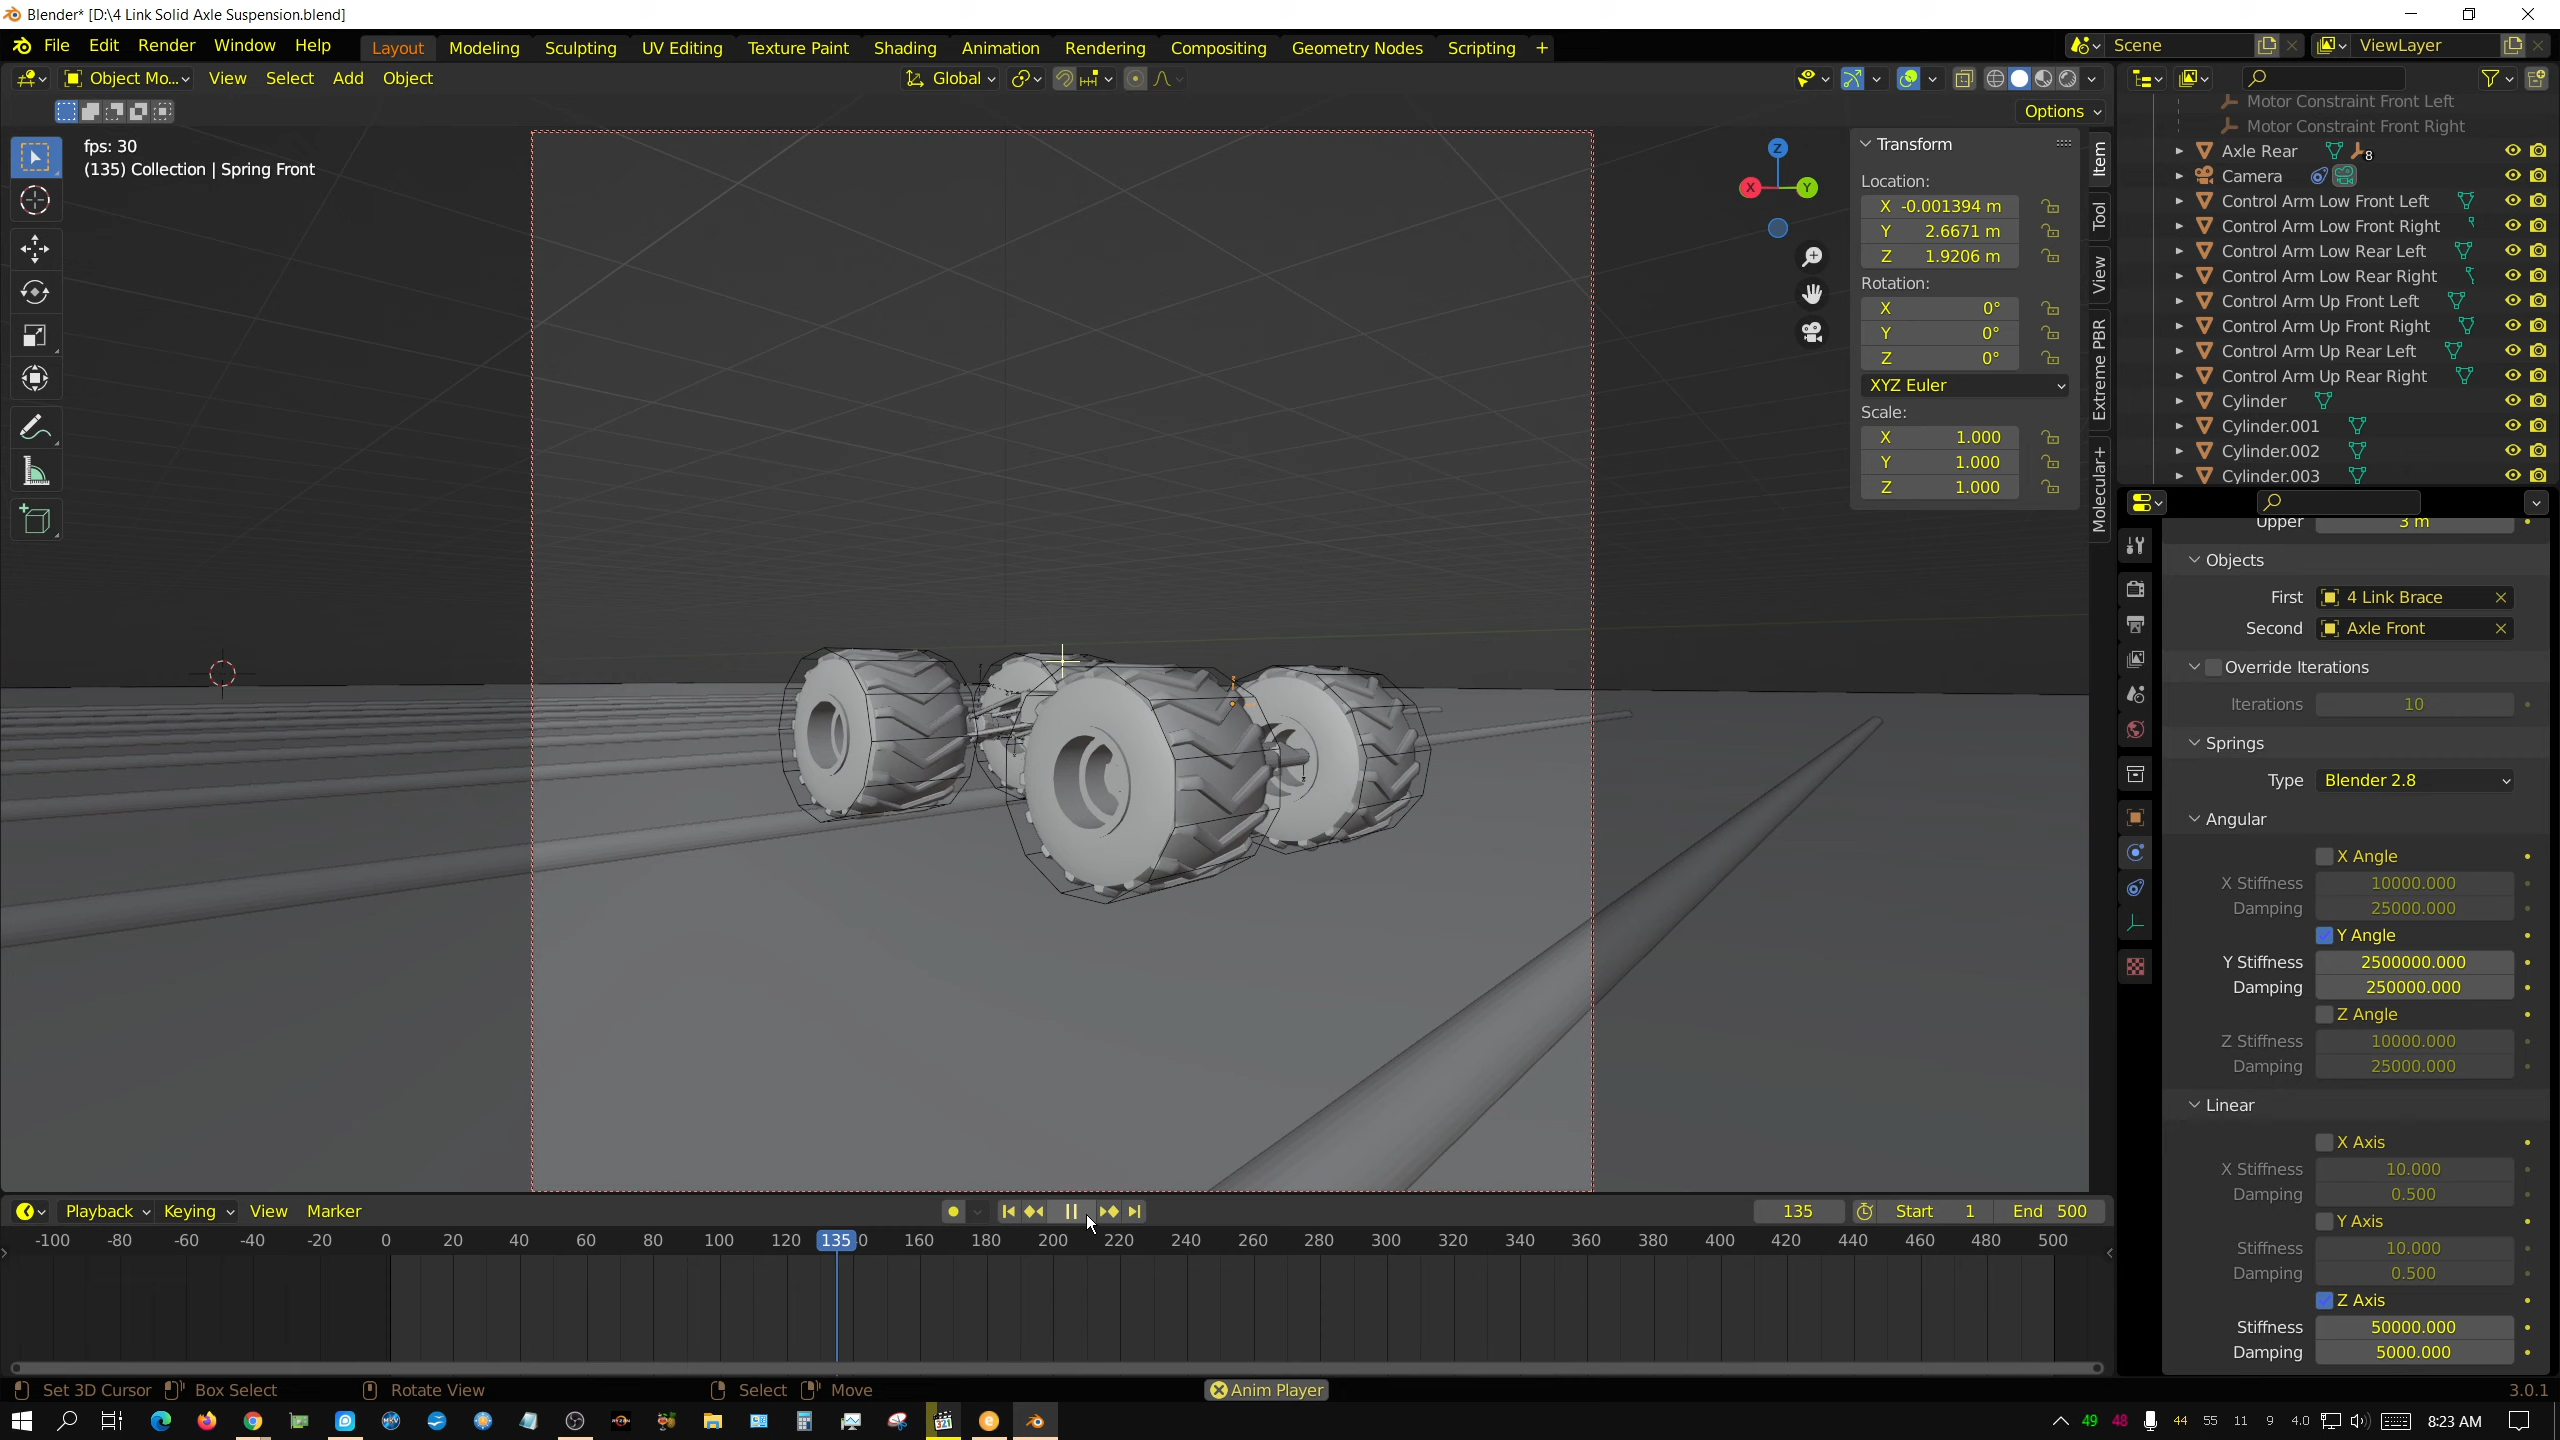 Blender* [D:\4 Link Solid Axle Suspension.blend]
File Edit Render Window Help Layout Modeling Sculpting UV Editing Texture Paint Shading Animation Rendering Compositing Geometry Nodes Scripting + Scene ViewLayer
Object Mo... View Select Add Object Global
Options
fps: 30
(135) Collection | Spring Front
Z
X Y
Transform
Location:
X -0.001394 m
Y 2.6671 m
Z 1.9206 m
Rotation:
X 0°
Y 0°
Z 0°
XYZ Euler
Scale:
X 1.000
Y 1.000
Z 1.000
Item
Tool
View
Extreme PBR
Molecular+
Motor Constraint Front Left
Motor Constraint Front Right
Axle Rear 8
Camera
Control Arm Low Front Left
Control Arm Low Front Right
Control Arm Low Rear Left
Control Arm Low Rear Right
Control Arm Up Front Left
Control Arm Up Front Right
Control Arm Up Rear Left
Control Arm Up Rear Right
Cylinder
Cylinder.001
Cylinder.002
Cylinder.003
Upper 3 m
Objects
First 4 Link Brace
Second Axle Front
Override Iterations
Iterations 10
Springs
Type Blender 2.8
Angular
X Angle
X Stiffness 10000.000
Damping 25000.000
Y Angle
Y Stiffness 2500000.000
Damping 250000.000
Z Angle
Z Stiffness 10000.000
Damping 25000.000
Linear
X Axis
X Stiffness 10.000
Damping 0.500
Y Axis
Stiffness 10.000
Damping 0.500
Z Axis
Stiffness 50000.000
Damping 5000.000
Playback Keying View Marker 135 Start 1 End 500
-100 -80 -60 -40 -20 0 20 40 60 80 100 120 135 160 180 200 220 240 260 280 300 320 340 360 380 400 420 440 460 480 500
Set 3D Cursor Box Select Rotate View Select Move Anim Player 3.0.1
49 48 44 55 11 9 4.0 8:23 AM